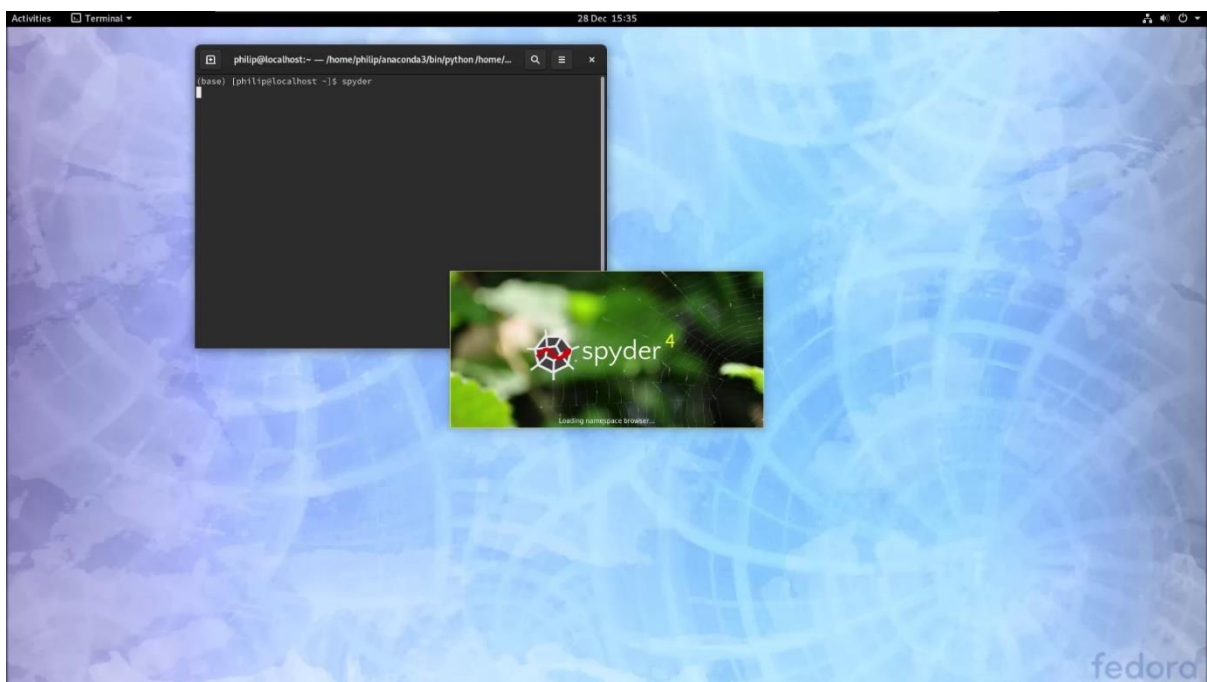 Activities Terminal 28 Dec 15:35
philip@localhost:~ — /home/philip/anaconda3/bin/python /home/...
(base) [philip@localhost ~]$ spyder
spyder 4
Loading namespace browser...
fedora